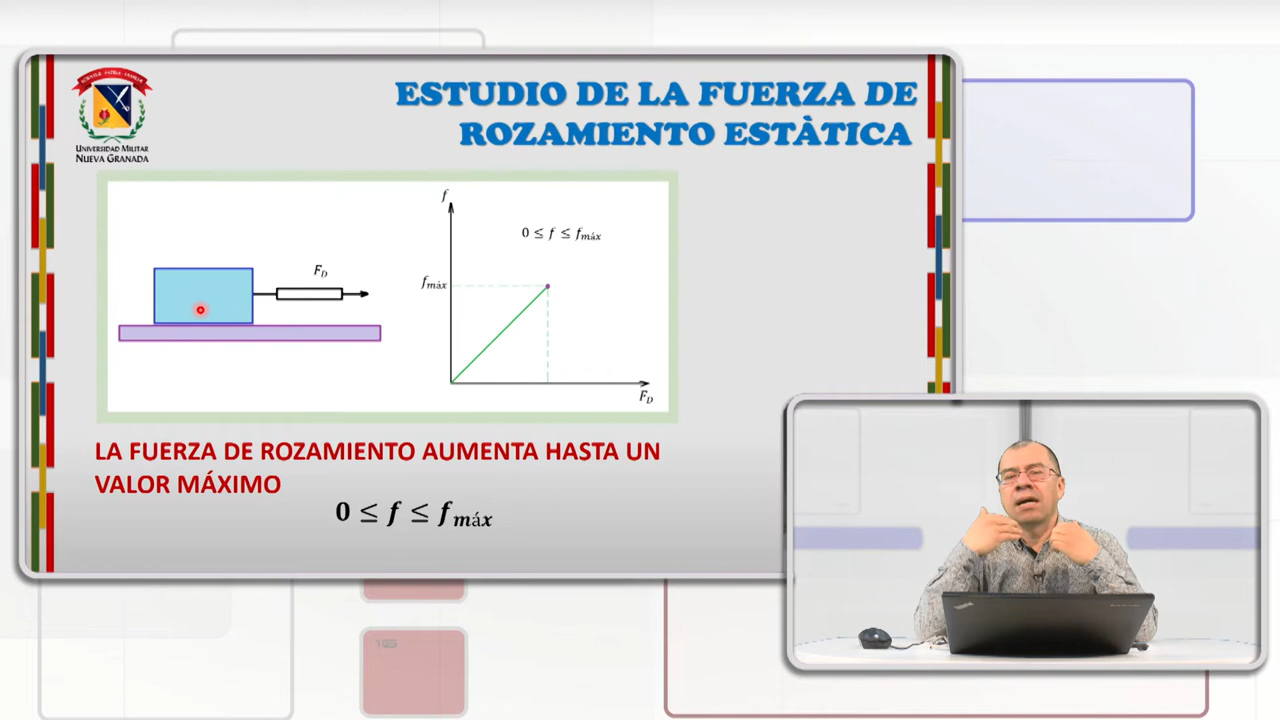 ESTUDIO DE LA FUERZA DE
ROZAMIENTO ESTÀTICA
UNIVERSIDAD MILITAR
NUEVA GRANADA
f
0 ≤ f ≤ fmáx
FD
fmáx
FD
LA FUERZA DE ROZAMIENTO AUMENTA HASTA UN
VALOR MÁXIMO
0 ≤ f ≤ fmáx